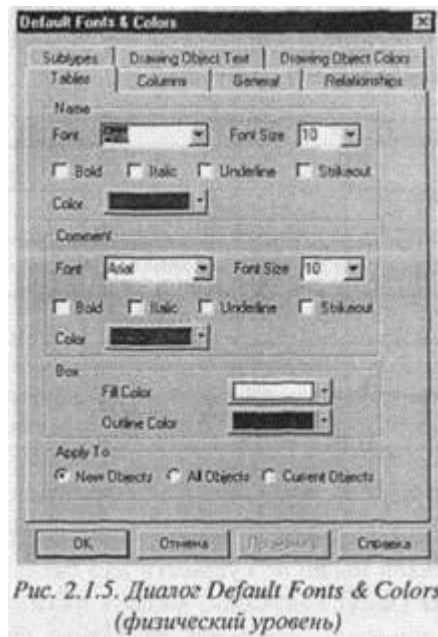 Default Fonts & Colors
Subtypes Drawing Object Text Drawing Object Colors
Tables Columns General Relationships
Name
Font Arial Font Size 10
Bold Italic Underline Strikeout
Color
Comment
Font Arial Font Size 10
Bold Italic Underline Strikeout
Color
Box
Fill Color
Outline Color
Apply To
New Objects All Objects Current Objects
OK Отмена Справка
Рис. 2.1.5. Диалог Default Fonts & Colors
(физический уровень)